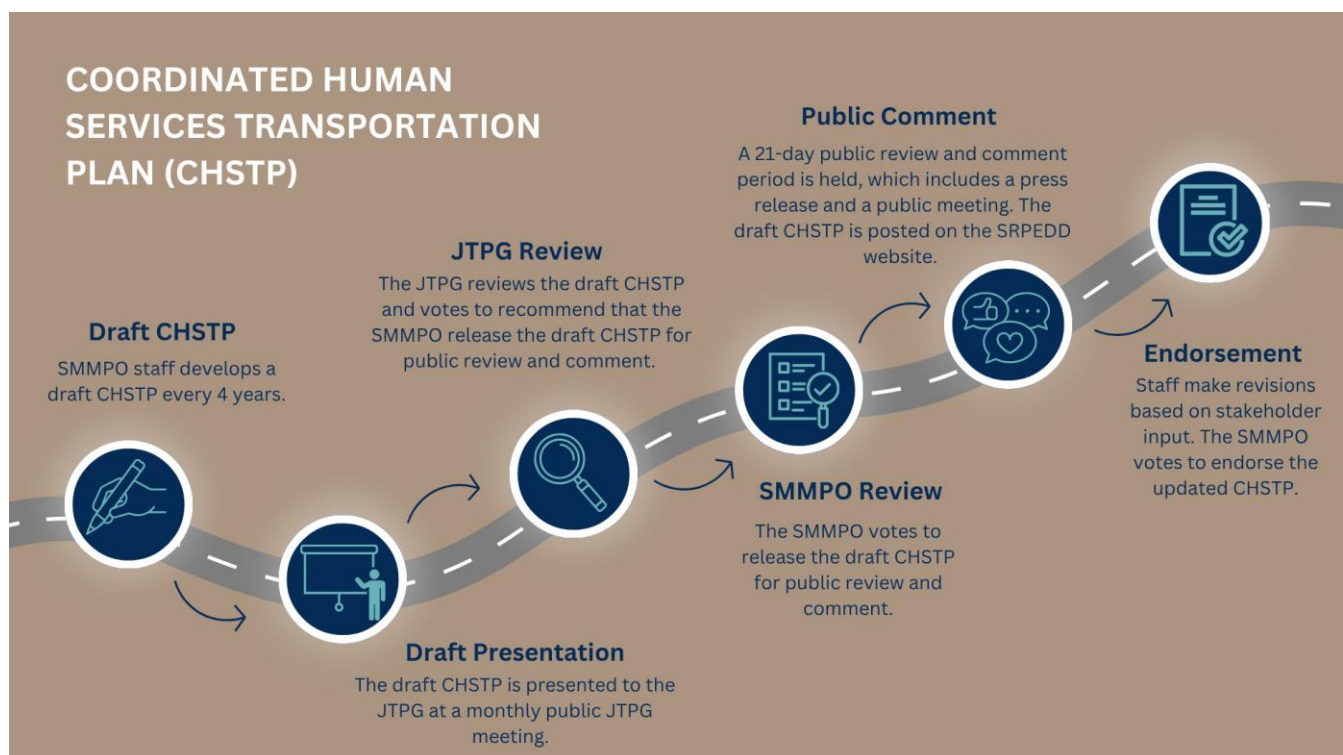 COORDINATED HUMAN
SERVICES TRANSPORTATION
PLAN (CHSTP)
Draft CHSTP
SMMPO staff develops a
draft CHSTP every 4 years.
Draft Presentation
The draft CHSTP is presented to the
JTPG at a monthly public JTPG
meeting.
JTPG Review
The JTPG reviews the draft CHSTP
and votes to recommend that the
SMMPO release the draft CHSTP for
public review and comment.
SMMPO Review
The SMMPO votes to
release the draft CHSTP
for public review and
comment.
Public Comment
A 21-day public review and comment
period is held, which includes a press
release and a public meeting. The
draft CHSTP is posted on the SRPEDD
website.
Endorsement
Staff make revisions
based on stakeholder
input. The SMMPO
votes to endorse the
updated CHSTP.